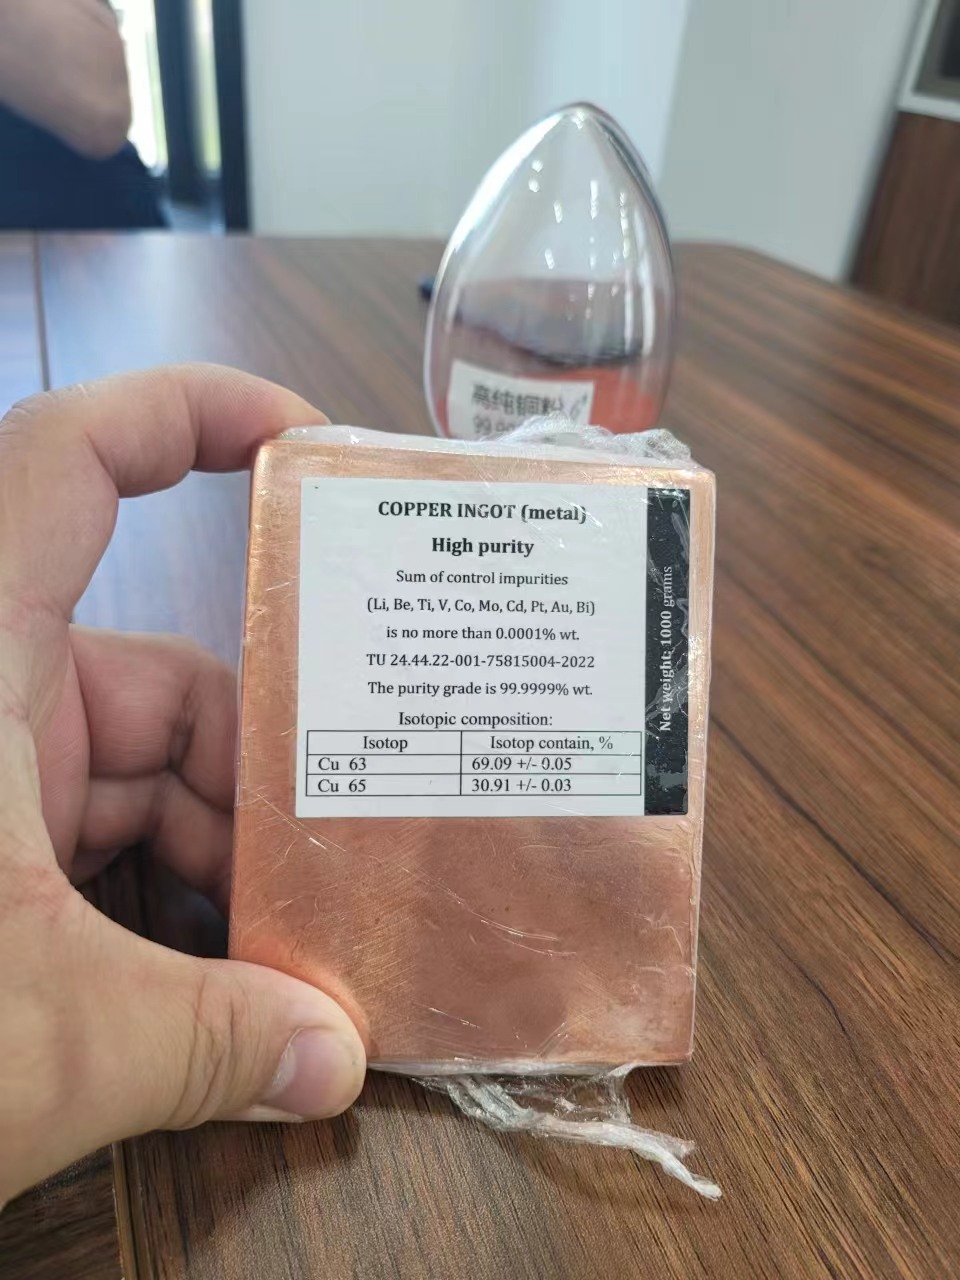 高纯铜粉 6
99.99
COPPER INGOT (metal)
High purity
Sum of control impurities
(Li, Be, Ti, V, Co, Mo, Cd, Pt, Au, Bi)
is no more than 0.0001% wt.
TU 24.44.22-001-75815004-2022
The purity grade is 99.9999% wt.
Isotopic composition:
Isotop Isotop contain, %
Cu 63 69.09 +/- 0.05
Cu 65 30.91 +/- 0.03
Net weight: 1000 grams